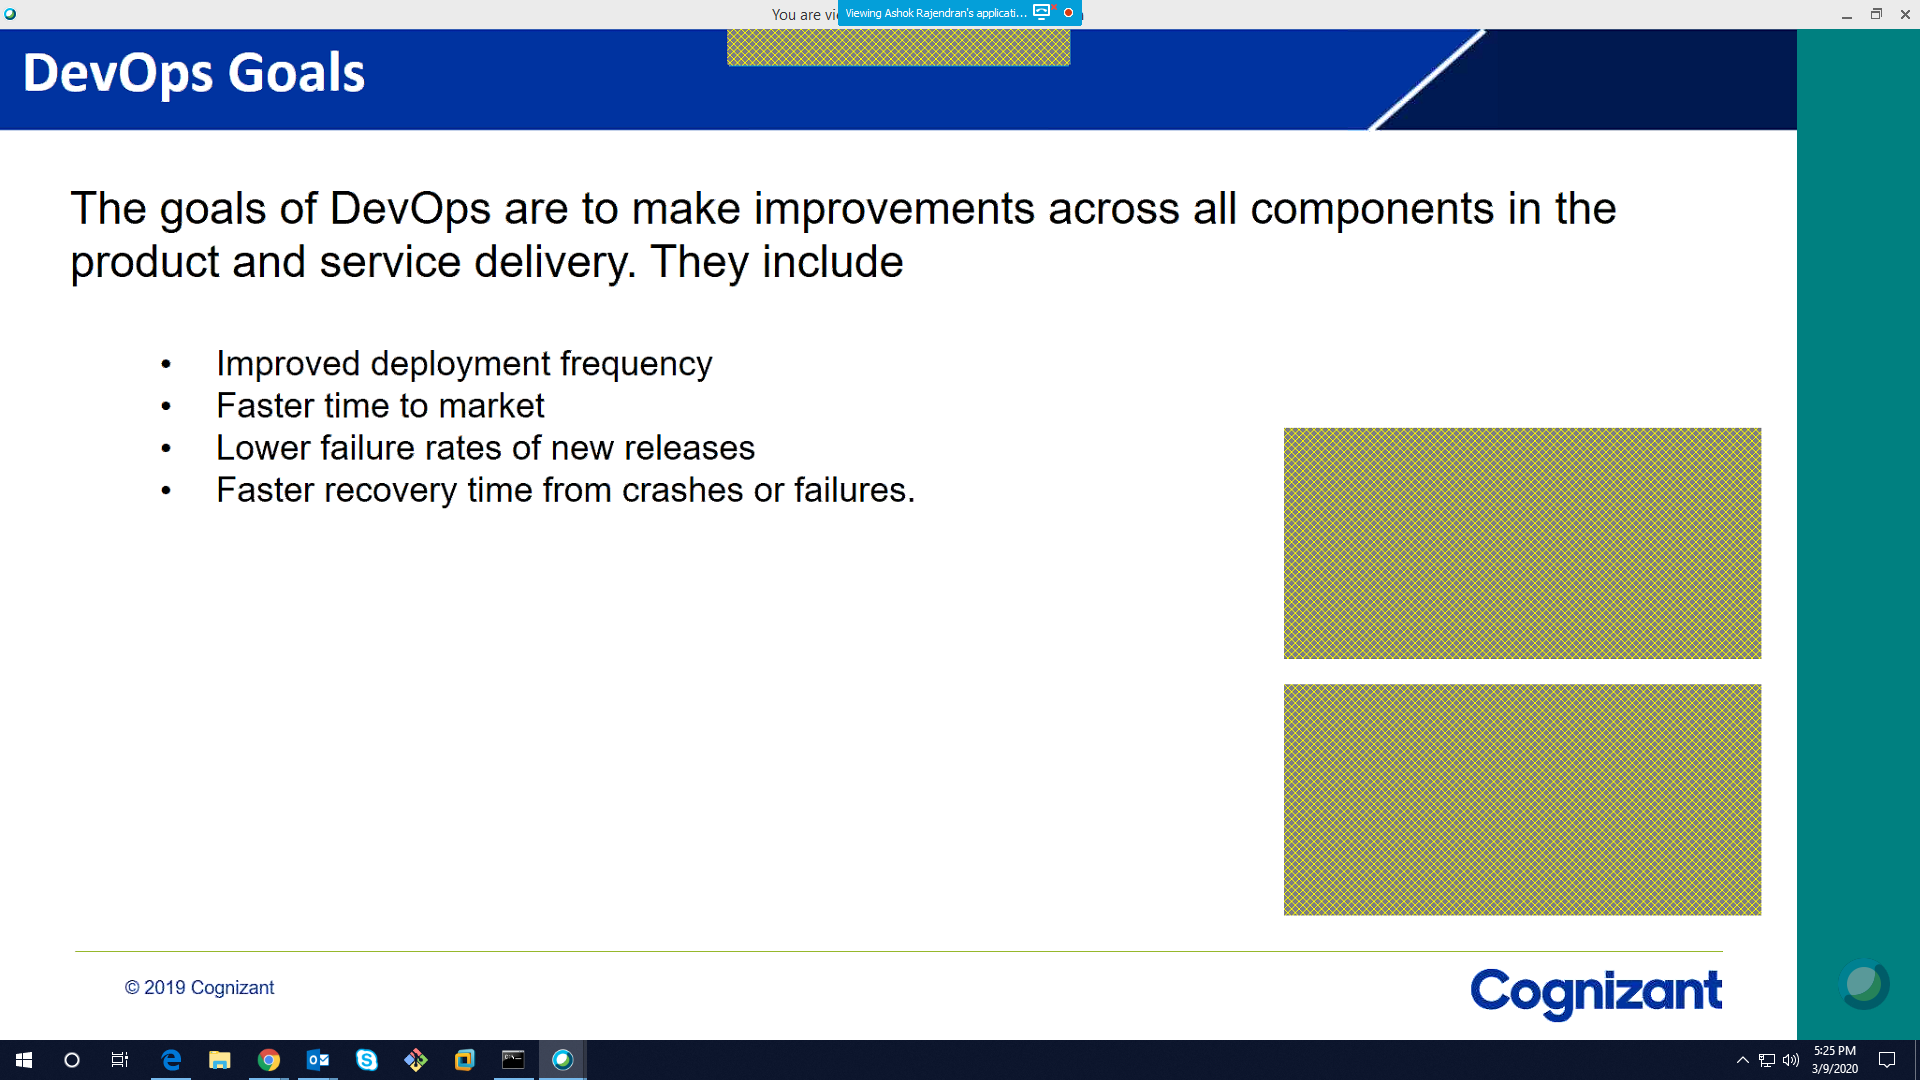 You are vi
Viewing Ashok Rajendran's applicati...
DevOps Goals
The goals of DevOps are to make improvements across all components in the
product and service delivery. They include
• Improved deployment frequency
• Faster time to market
• Lower failure rates of new releases
• Faster recovery time from crashes or failures.
© 2019 Cognizant
Cognizant
5:25 PM
3/9/2020